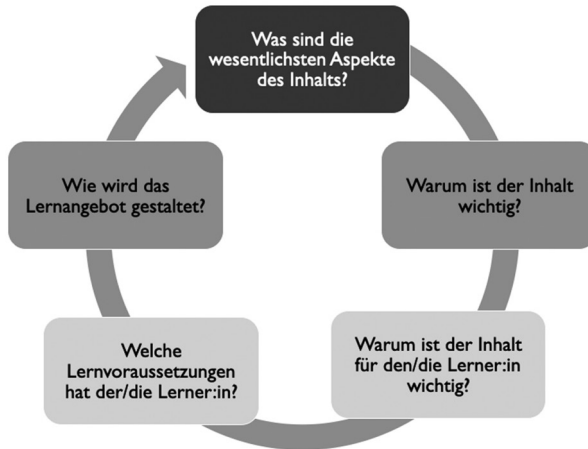 Was sind die
wesentlichsten Aspekte
des Inhalts?
Warum ist der Inhalt
wichtig?
Warum ist der Inhalt
für den/die Lerner:in
wichtig?
Welche
Lernvoraussetzungen
hat der/die Lerner:in?
Wie wird das
Lernangebot gestaltet?